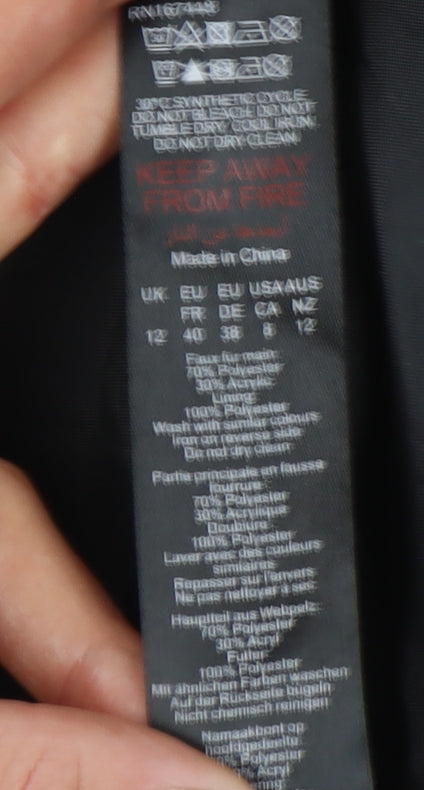 RN167448
30°C SYNTHETIC CYCLE
DO NOT BLEACH DO NOT
TUMBLE DRY COOL IRON
DO NOT DRY CLEAN
KEEP AWAY
FROM FIRE
Made in China
UK EU EU USA AUS
FR DE CA NZ
12 40 38 8 12
Faux fur main:
70% Polyester
30% Acrylic
Lining:
100% Polyester
Wash with similar colours
Iron on reverse side
Do not dry clean
Partie principale en fausse
fourrure:
70% Polyester
30% Acrylique
Doublure:
100% Polyester
Laver avec des couleurs
similaires
Repasser sur l'envers
Ne pas nettoyer à sec
Hauptteil aus Webpelz:
70% Polyester
30% Acryl
Futter:
100% Polyester
Mit ähnlichen Farben waschen
Auf der Rückseite bügeln
Nicht chemisch reinigen
Namaakbont op
hoofdgedeelte:
Polyester
Acryl